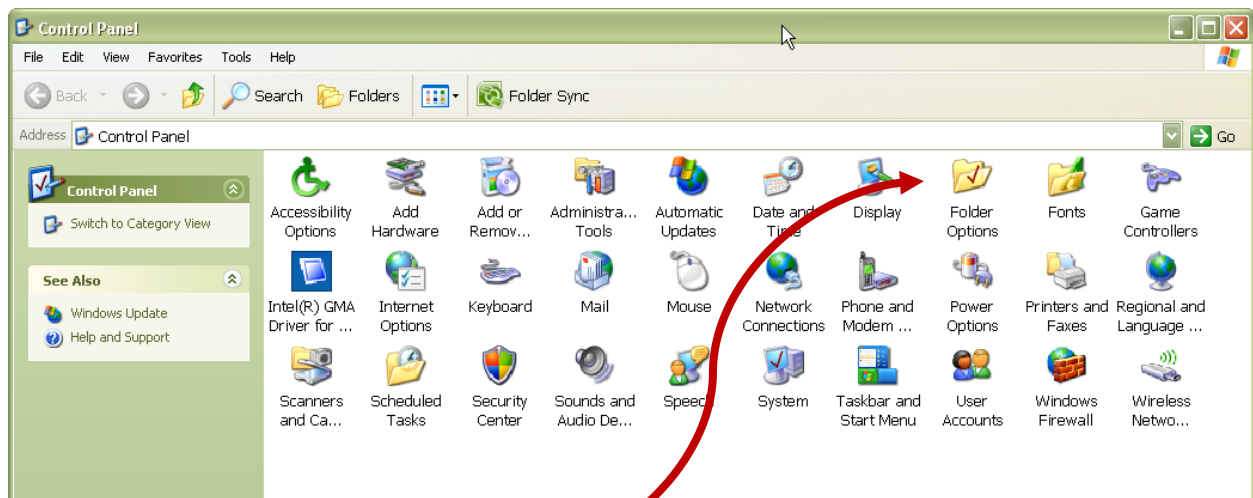 Control Panel
File Edit View Favorites Tools Help
Back Search Folders Folder Sync
Address Control Panel Go
Control Panel
Switch to Category View
See Also
Windows Update
Help and Support
Accessibility Add Add or Administra... Automatic Date and Display Folder Fonts Game
Options Hardware Remov... Tools Updates Time Options Controllers
Intel(R) GMA Internet Keyboard Mail Mouse Network Phone and Power Printers and Regional and
Driver for ... Options Connections Modem ... Options Faxes Language ...
Scanners Scheduled Security Sounds and Speech System Taskbar and User Windows Wireless
and Ca... Tasks Center Audio De... Start Menu Accounts Firewall Netwo...